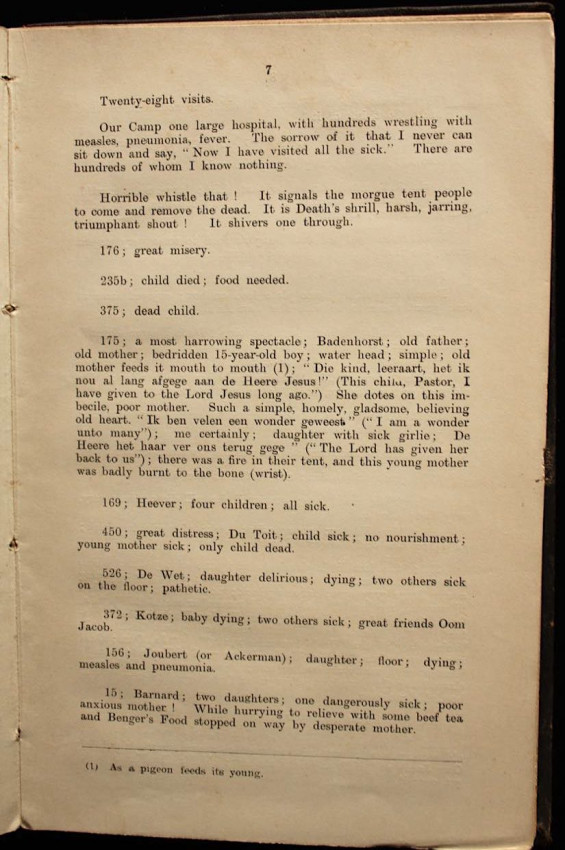 7
Twenty-eight visits.
Our Camp one large hospital, with hundreds wrestling with
measles, pneumonia, fever. The sorrow of it that I never can
sit down and say, “ Now I have visited all the sick.” There are
hundreds of whom I know nothing.
Horrible whistle that ! It signals the morgue tent people
to come and remove the dead. It is Death's shrill, harsh, jarring,
triumphant shout ! It shivers one through.
176 ; great misery.
235b ; child died ; food needed.
375 ; dead child.
175 ; a most harrowing spectacle ; Badenhorst ; old father ;
old mother ; bedridden 15-year-old boy ; water head ; simple ; old
mother feeds it mouth to mouth (1) ; “ Die kind, leeraart, het ik
nou al lang afgege aan de Heere Jesus!” (This child, Pastor, I
have given to the Lord Jesus long ago.”) She dotes on this im-
becile, poor mother. Such a simple, homely, gladsome, believing
old heart. “ Ik ben velen een wonder geweest.” (“ I am a wonder
unto many”) ; me certainly ; daughter with sick girlie ; De
Heere het haar ver ons terug gege ” (“ The Lord has given her
back to us”) ; there was a fire in their tent, and this young mother
was badly burnt to the bone (wrist).
169 ; Heever ; four children ; all sick.
450 ; great distress ; Du Toit ; child sick ; no nourishment ;
young mother sick ; only child dead.
526 ; De Wet ; daughter delirious ; dying ; two others sick
on the floor ; pathetic.
372 ; Kotze ; baby dying ; two others sick ; great friends Oom
Jacob.
156 ; Joubert (or Ackerman) ; daughter ; floor ; dying ;
measles and pneumonia.
15 ; Barnard ; two daughters ; one dangerously sick ; poor
anxious mother ! While hurrying to relieve with some beef tea
and Benger's Food stopped on way by desperate mother.
(1) As a pigeon feeds its young.